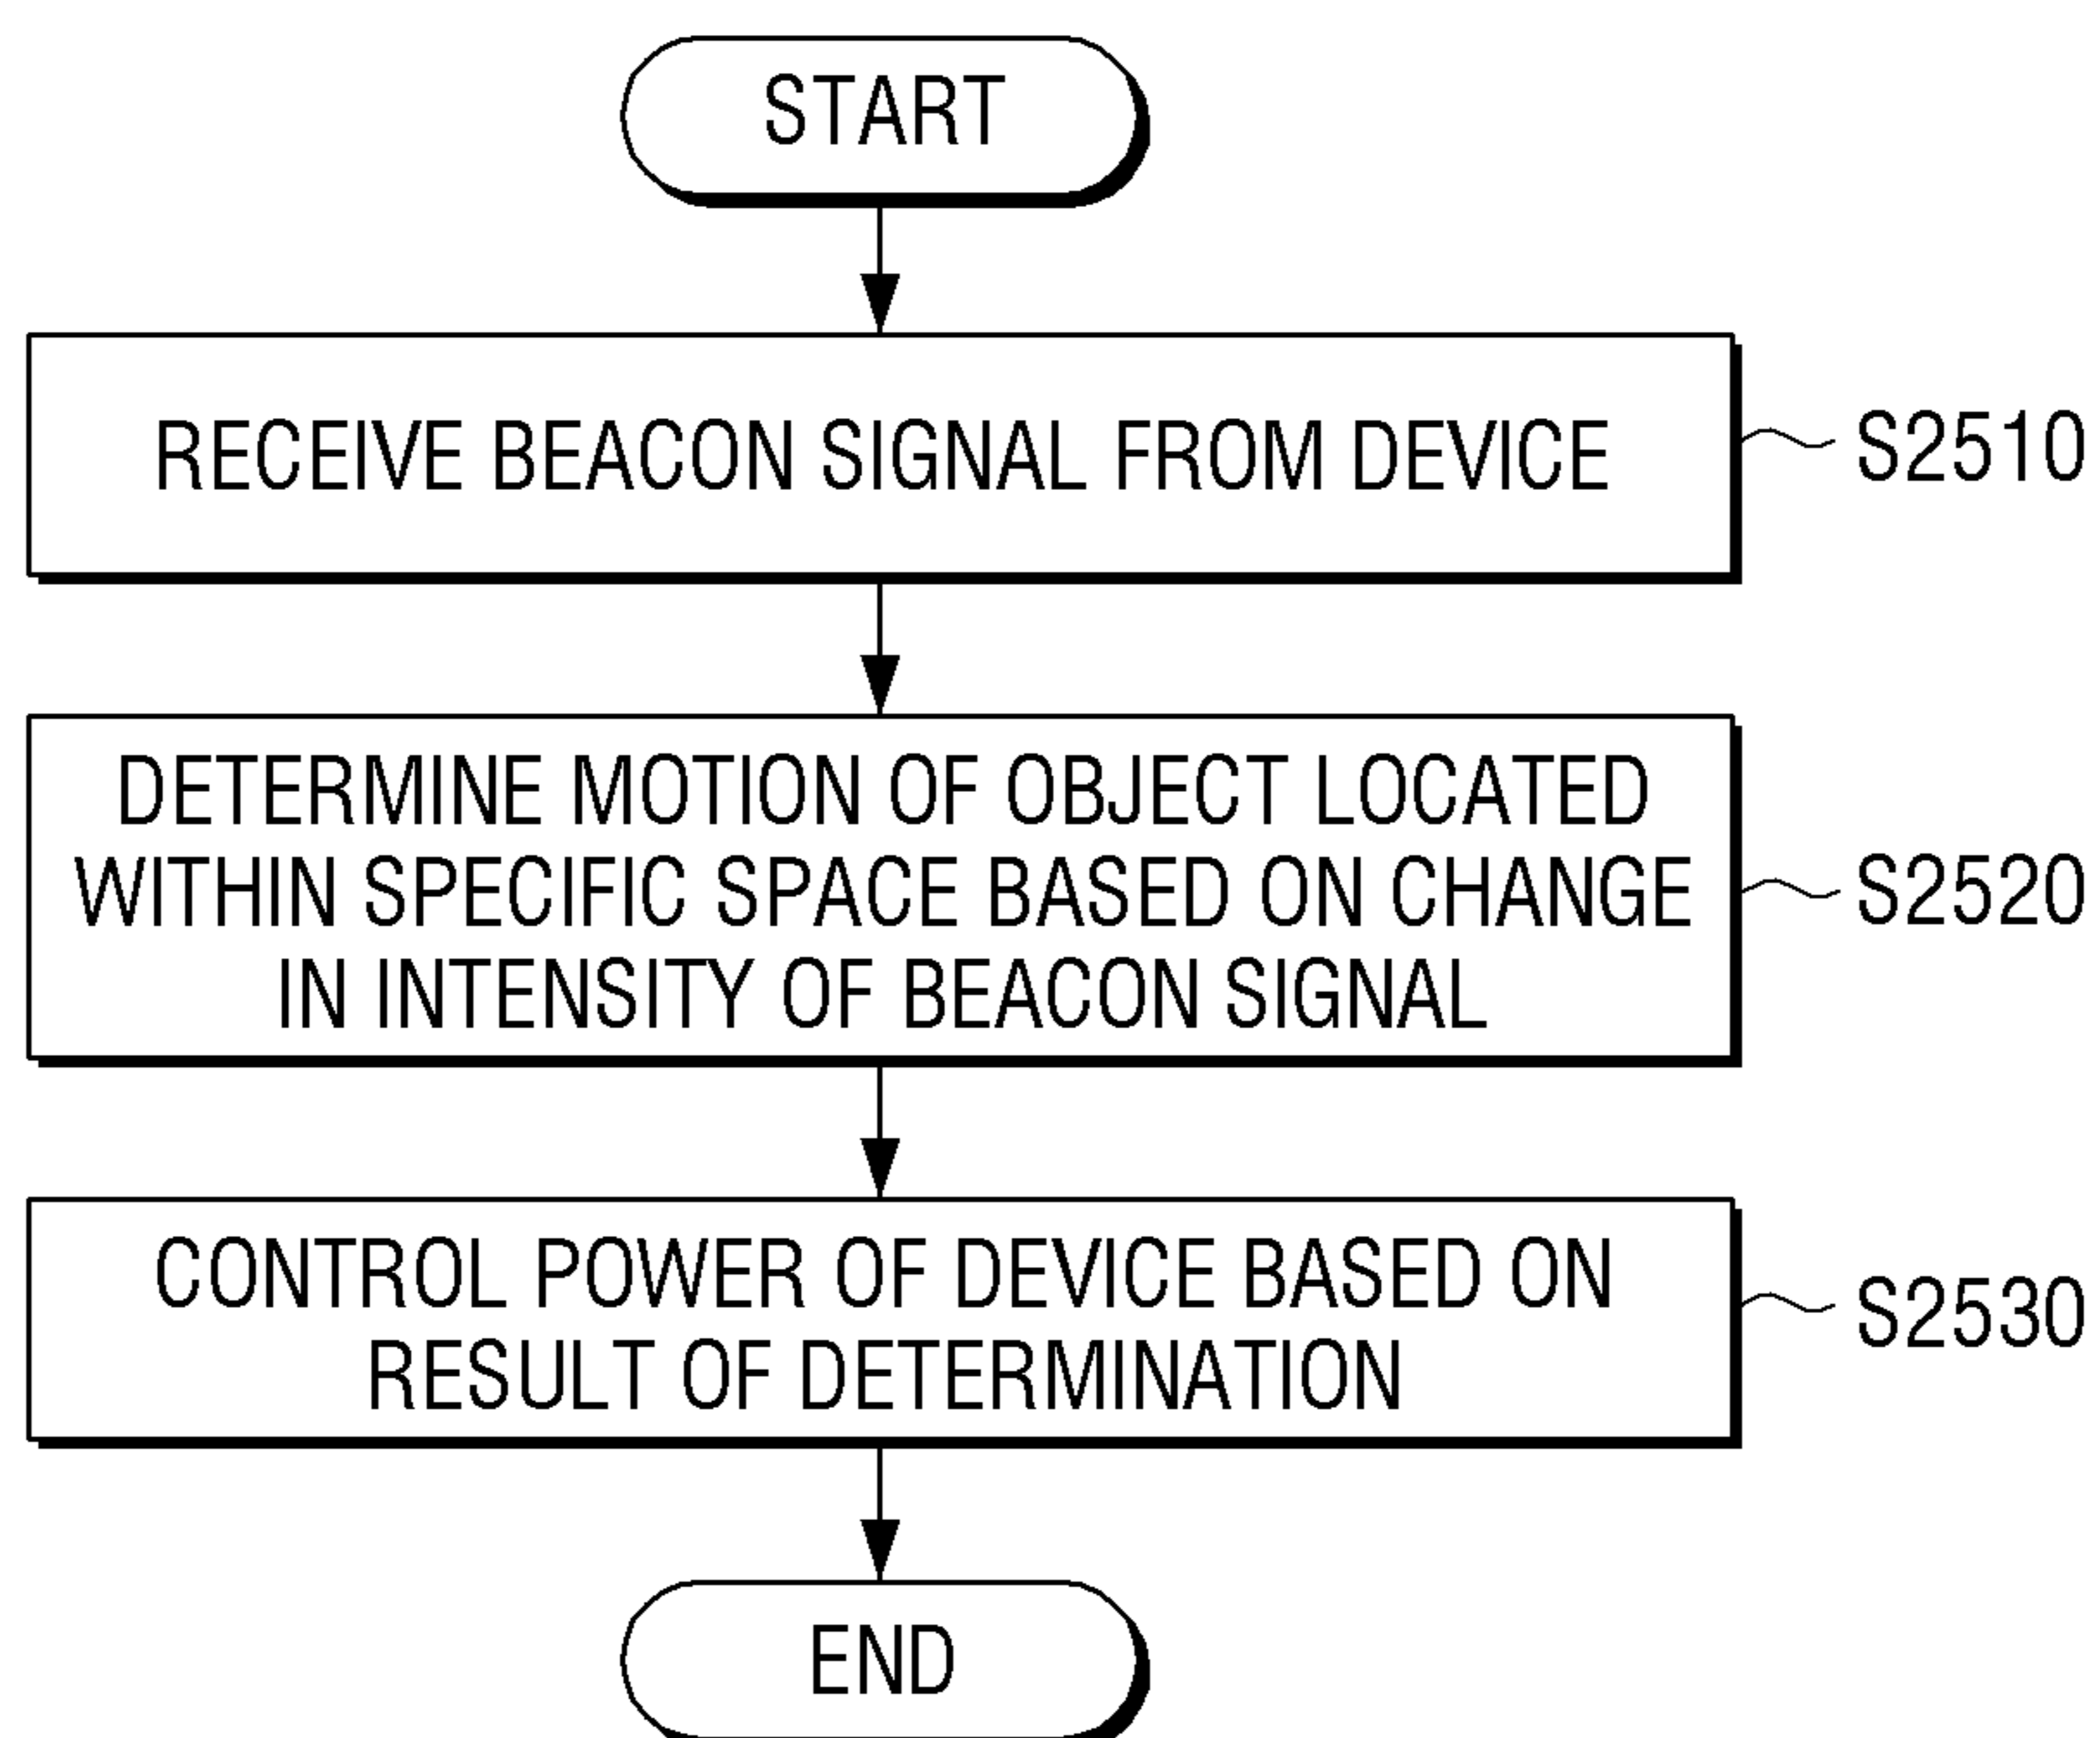 START
RECEIVE BEACON SIGNAL FROM DEVICE
S2510
DETERMINE MOTION OF OBJECT LOCATED
WITHIN SPECIFIC SPACE BASED ON CHANGE
IN INTENSITY OF BEACON SIGNAL
S2520
CONTROL POWER OF DEVICE BASED ON
RESULT OF DETERMINATION
S2530
END